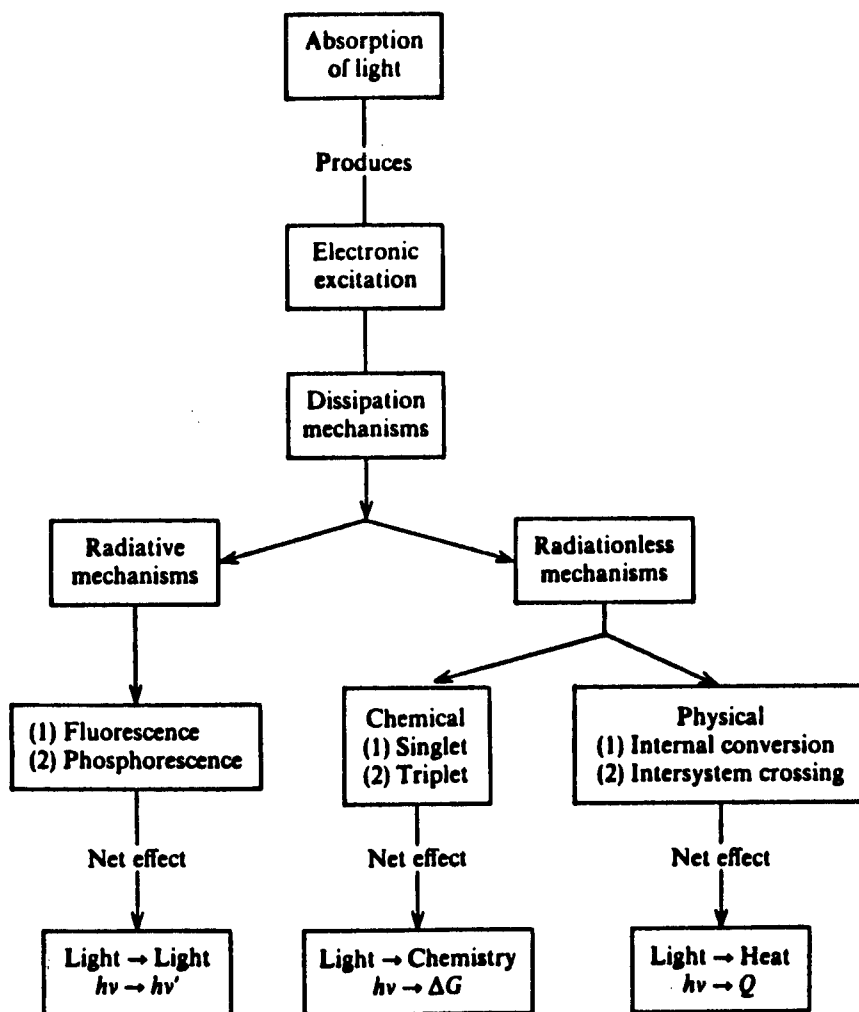 Absorption
of light
Produces
Electronic
excitation
Dissipation
mechanisms
Radiative
mechanisms
Radiationless
mechanisms
(1) Fluorescence
(2) Phosphorescence
Chemical
(1) Singlet
(2) Triplet
Physical
(1) Internal conversion
(2) Intersystem crossing
Net effect
Net effect
Net effect
Light → Light
hν → hν′
Light → Chemistry
hν → ΔG
Light → Heat
hν → Q